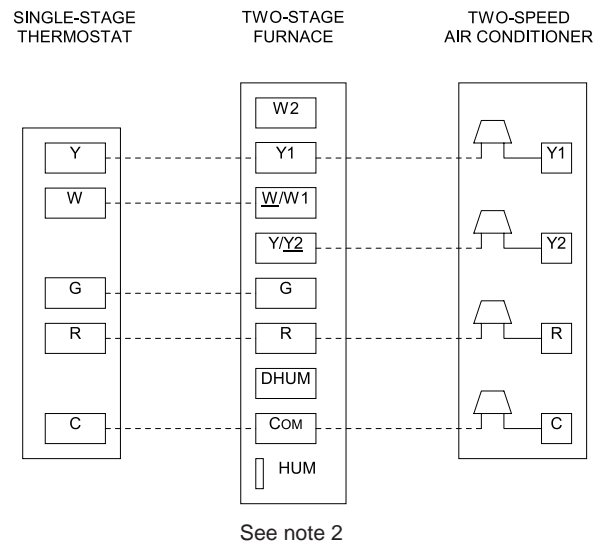 SINGLE-STAGE
THERMOSTAT
TWO-STAGE
FURNACE
TWO-SPEED
AIR CONDITIONER
W2
Y
Y1
Y1
W
W/W1
Y/Y2
Y2
G
G
R
R
R
DHUM
C
COM
C
HUM
See note 2